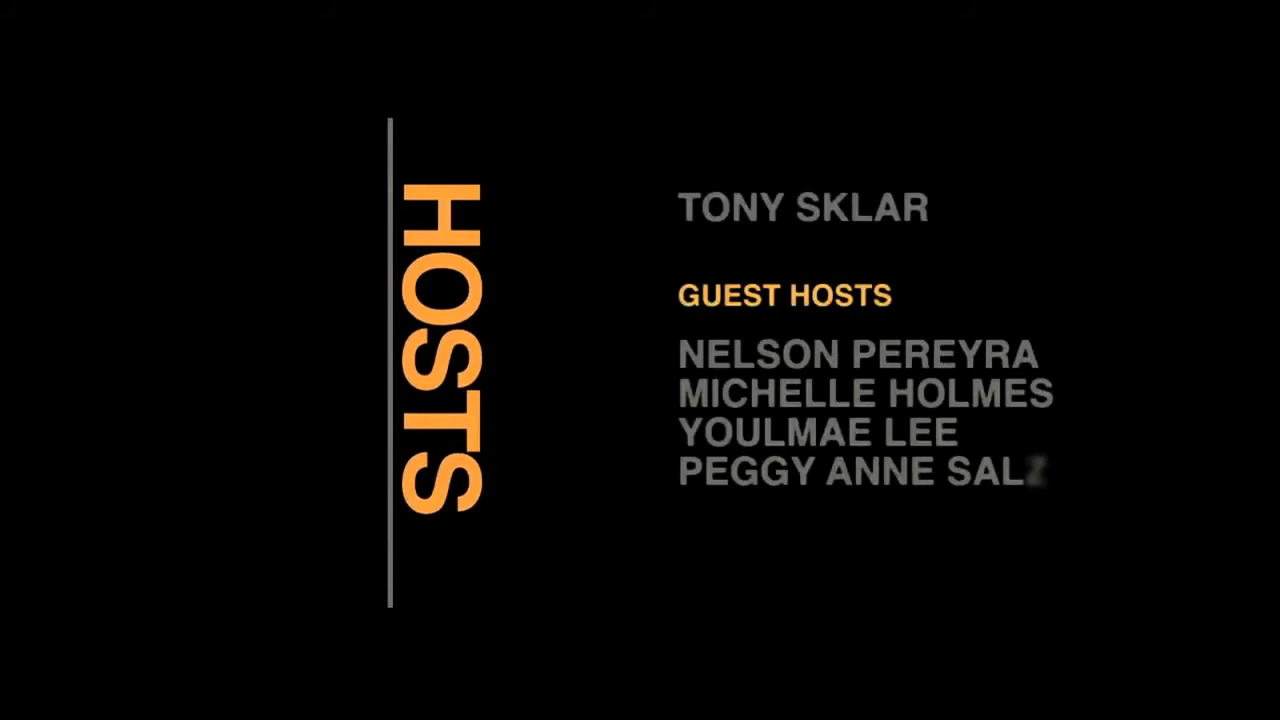 HOSTS
TONY SKLAR
GUEST HOSTS
NELSON PEREYRA
MICHELLE HOLMES
YOULMAE LEE
PEGGY ANNE SALZ